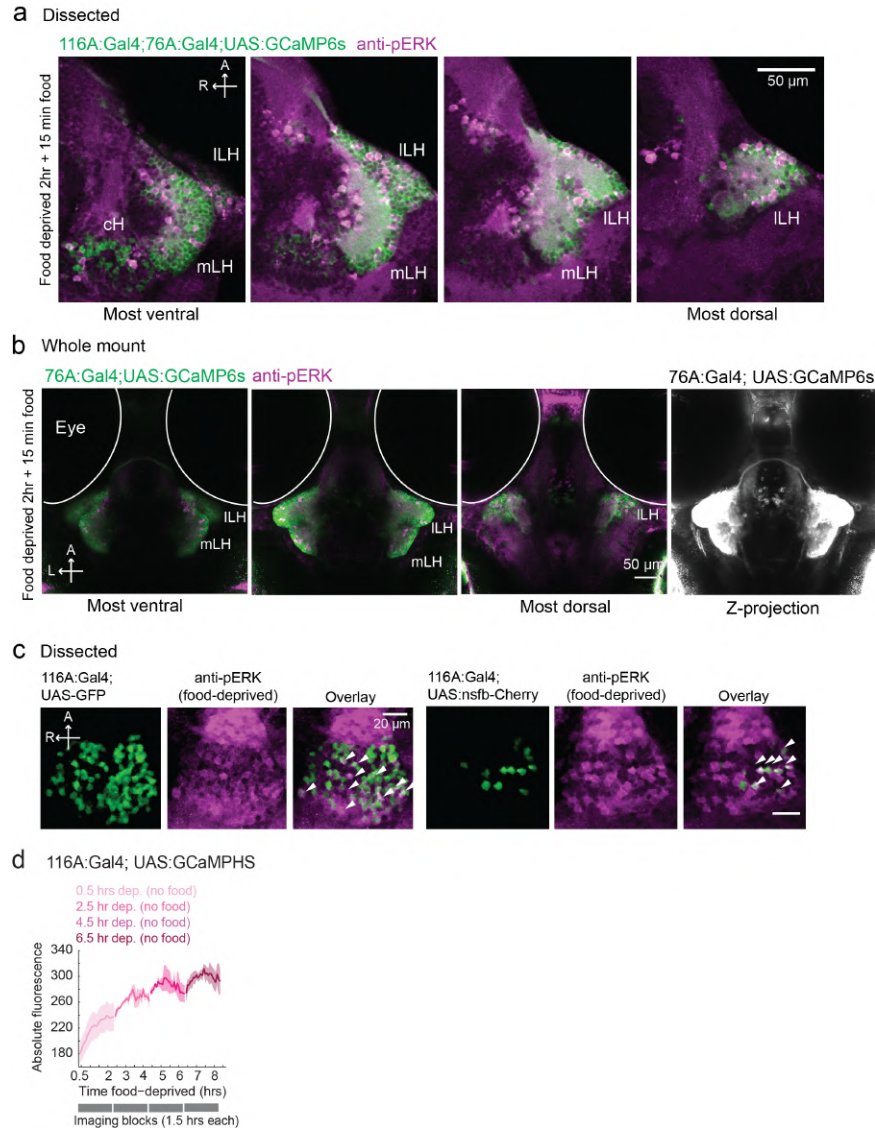 a Dissected
116A:Gal4;76A:Gal4;UAS:GCaMP6s anti-pERK
Food deprived 2hr + 15 min food
A
R
50 µm
lLH
lLH
cH
lLH
lLH
mLH
mLH
mLH
Most ventral
Most dorsal
b Whole mount
76A:Gal4;UAS:GCaMP6s anti-pERK
76A:Gal4; UAS:GCaMP6s
Food deprived 2hr + 15 min food
Eye
lLH
lLH
lLH
mLH
mLH
A
L
50 µm
Most ventral
Most dorsal
Z-projection
c Dissected
116A:Gal4;
UAS-GFP
anti-pERK
(food-deprived)
Overlay
116A:Gal4;
UAS:nsfb-Cherry
anti-pERK
(food-deprived)
Overlay
A
R
20 µm
d 116A:Gal4; UAS:GCaMPHS
0.5 hrs dep. (no food)
2.5 hr dep. (no food)
4.5 hr dep. (no food)
6.5 hr dep. (no food)
Absolute fluorescence
340
300
260
220
180
0.5 2 3 4 5 6 7 8
Time food-deprived (hrs)
Imaging blocks (1.5 hrs each)